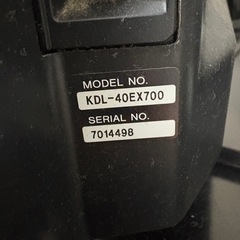 MODEL NO.
KDL-40EX700
SERIAL NO.
7014498